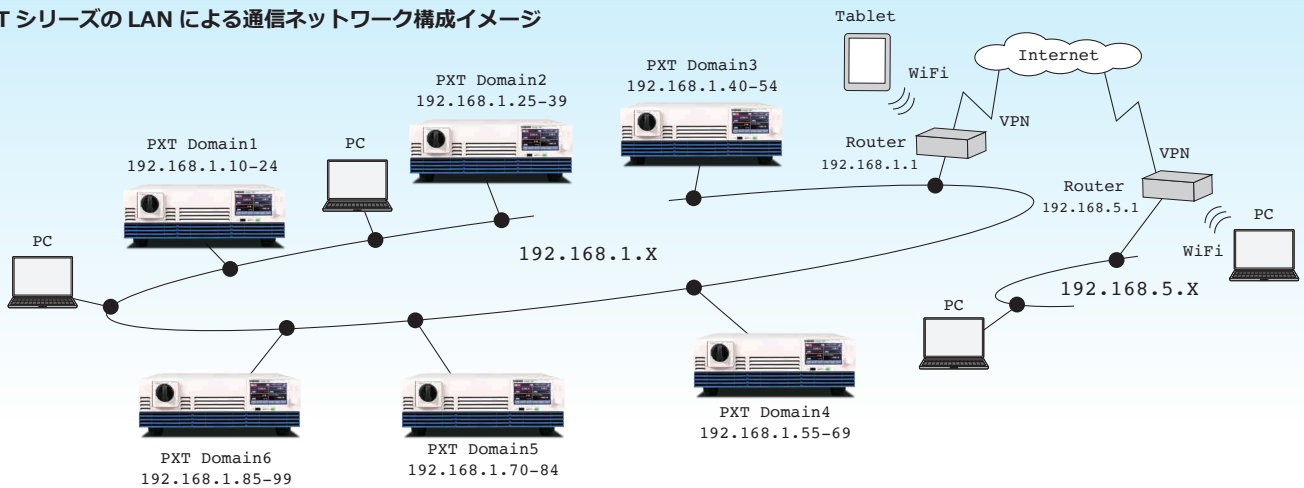 T シリーズの LAN による通信ネットワーク構成イメージ
Tablet
Internet
WiFi
VPN
Router
192.168.1.1
PXT Domain3
192.168.1.40-54
PXT Domain2
192.168.1.25-39
PXT Domain1
192.168.1.10-24
PC
PC
192.168.1.X
VPN
Router
192.168.5.1
PC
WiFi
192.168.5.X
PC
PXT Domain4
192.168.1.55-69
PXT Domain5
192.168.1.70-84
PXT Domain6
192.168.1.85-99